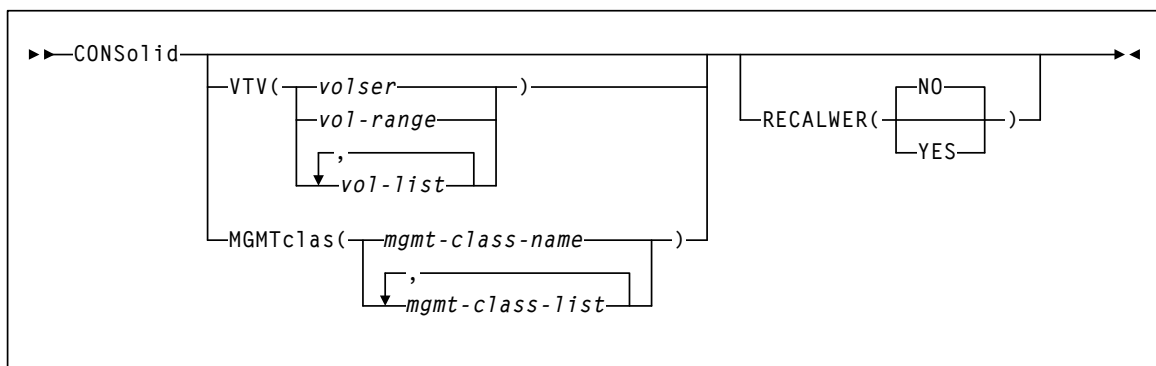 CONSolid
VTV( volser )
vol-range
,
vol-list
MGMTclas( mgmt-class-name )
,
mgmt-class-list
NO
RECALWER( )
YES